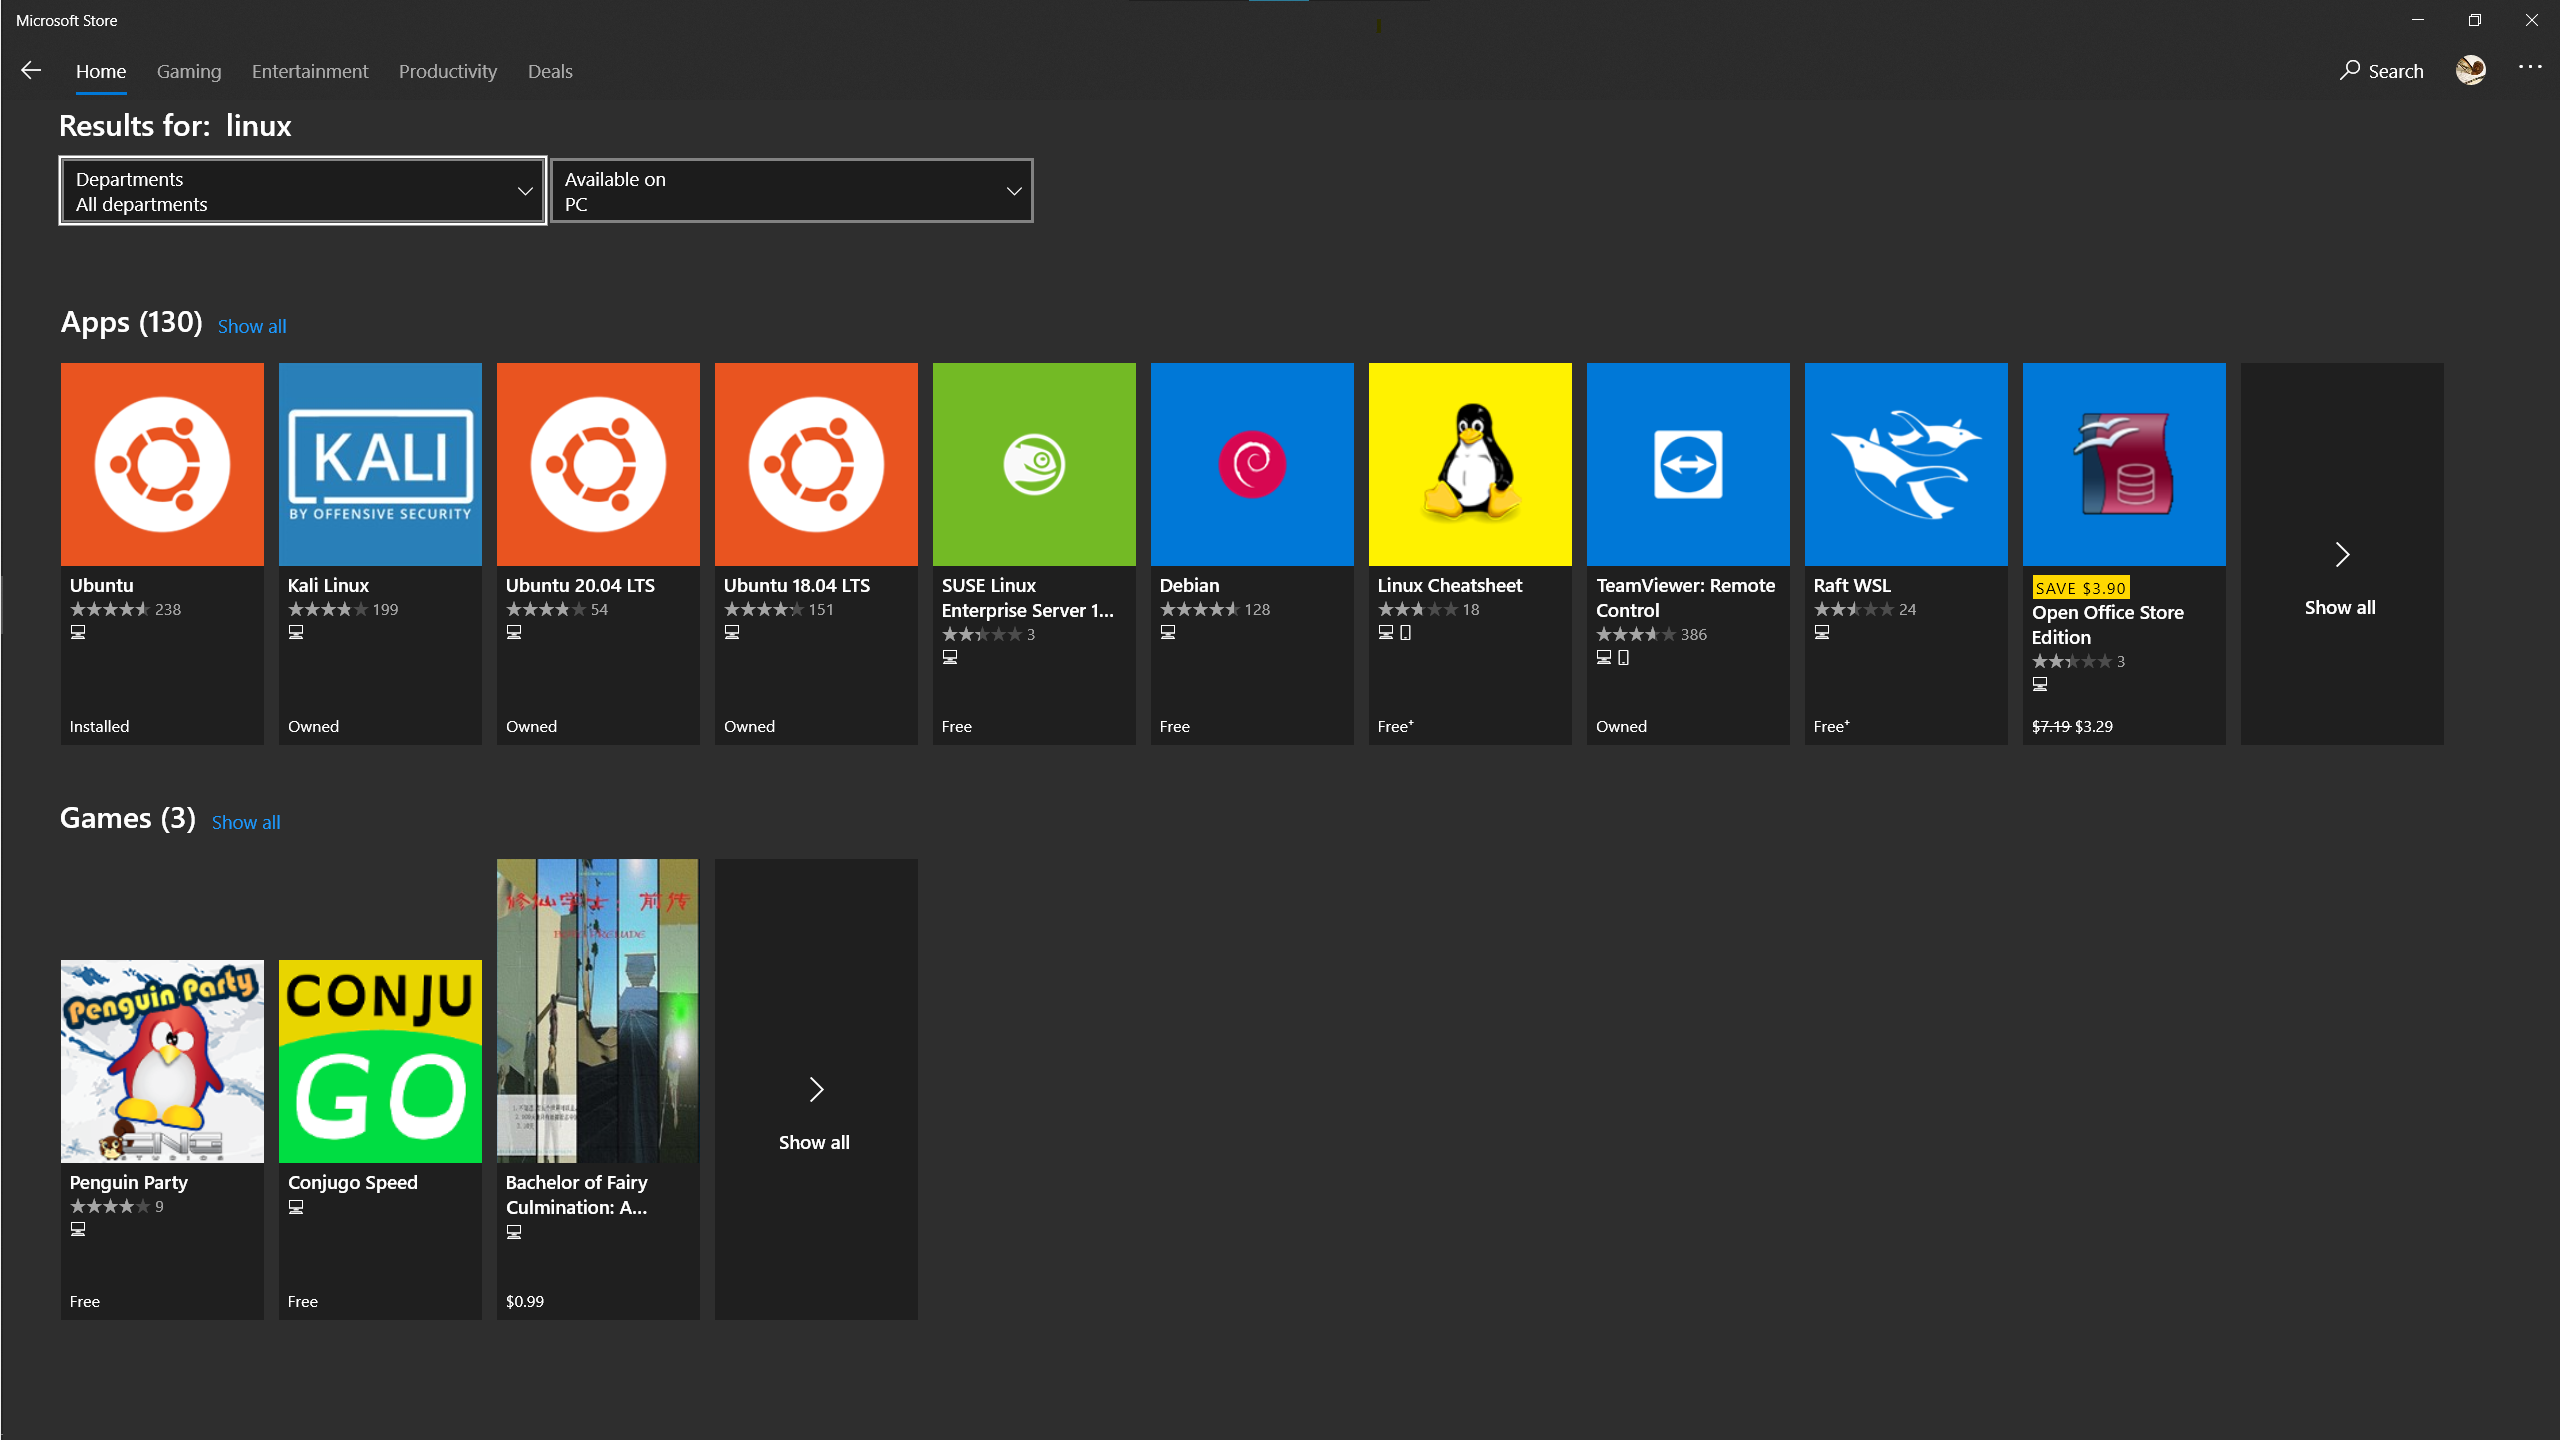 Microsoft Store
Home
Gaming
Entertainment
Productivity
Deals
Search
Results for: linux
Departments
All departments
Available on
PC
Apps (130)
Show all
KALI
BY OFFENSIVE SECURITY
Ubuntu
238
Installed
Kali Linux
199
Owned
Ubuntu 20.04 LTS
54
Owned
Ubuntu 18.04 LTS
151
Owned
SUSE Linux
Enterprise Server 1...
3
Free
Debian
128
Free
Linux Cheatsheet
18
Free+
TeamViewer: Remote
Control
386
Owned
Raft WSL
24
Free+
SAVE $3.90
Open Office Store
Edition
3
$7.19 $3.29
Show all
Games (3)
Show all
Penguin Party
CNG
STUDIOS
Penguin Party
9
Free
CONJU
GO
Conjugo Speed
Free
修仙学士：前传
PRELUDE
Bachelor of Fairy
Culmination: A...
$0.99
Show all